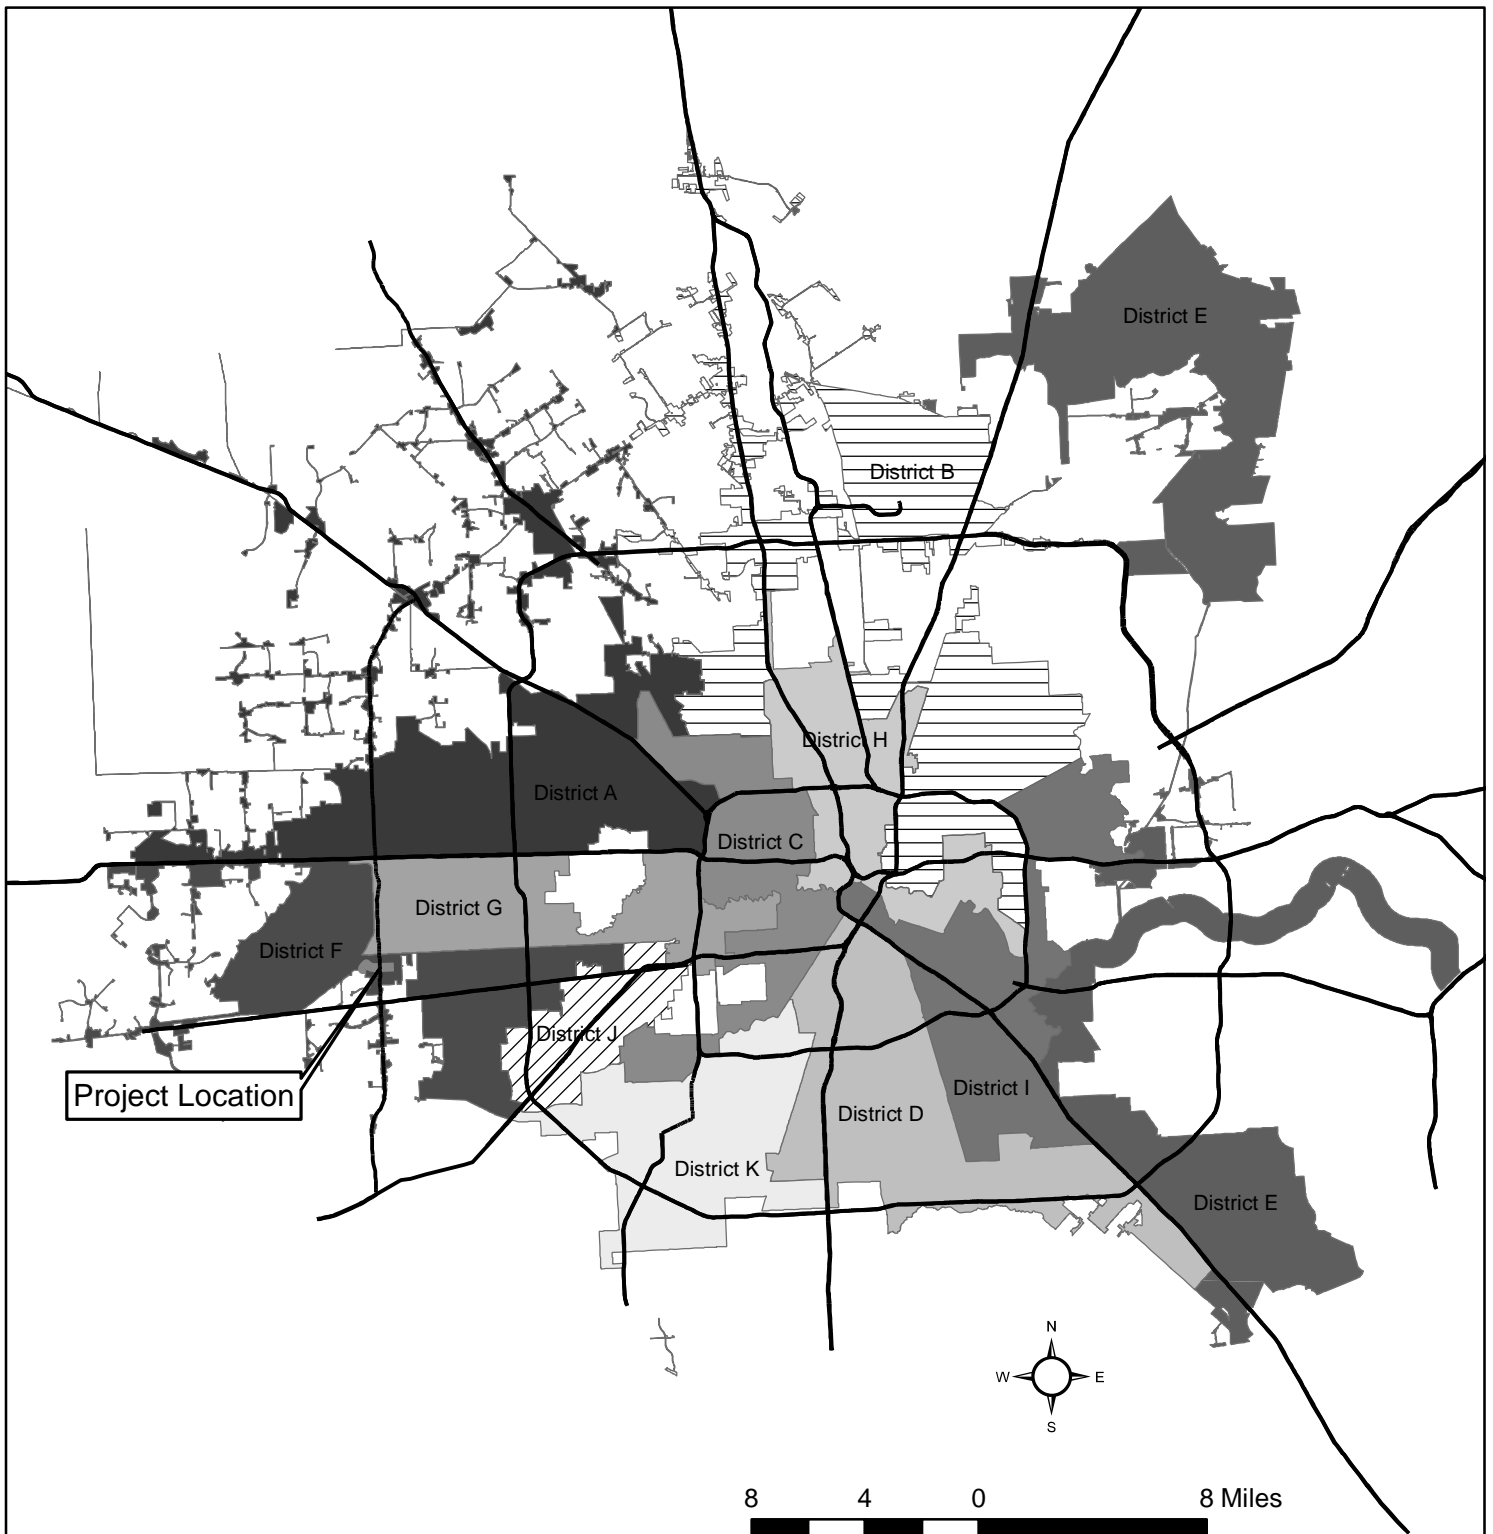 District E
District B
District H
District A
District C
District G
District F
District J
Project Location
District I
District D
District K
District E
N
W E
S
8 4 0 8 Miles